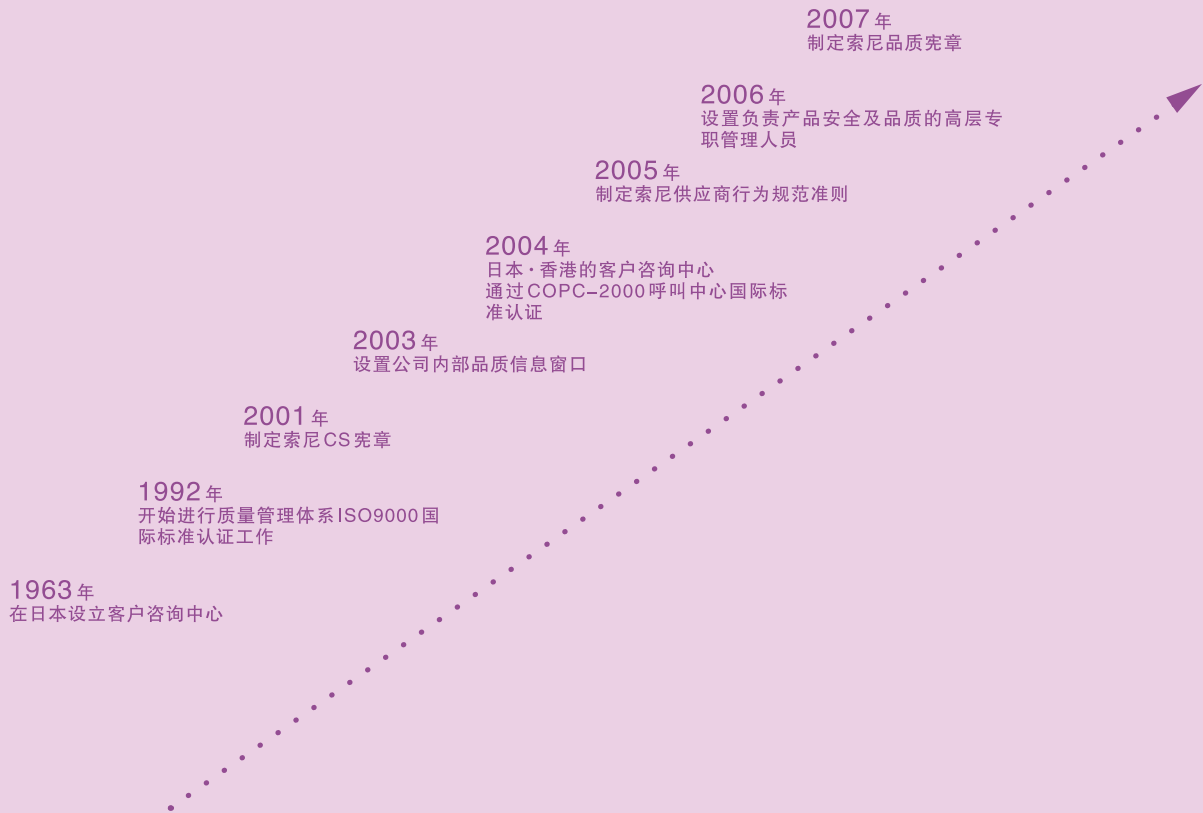 2007年
制定索尼品质宪章
2006年
设置负责产品安全及品质的高层专
职管理人员
2005年
制定索尼供应商行为规范准则
2004年
日本·香港的客户咨询中心
通过COPC–2000呼叫中心国际标
准认证
2003年
设置公司内部品质信息窗口
2001年
制定索尼CS宪章
1992年
开始进行质量管理体系ISO9000国
际标准认证工作
1963年
在日本设立客户咨询中心